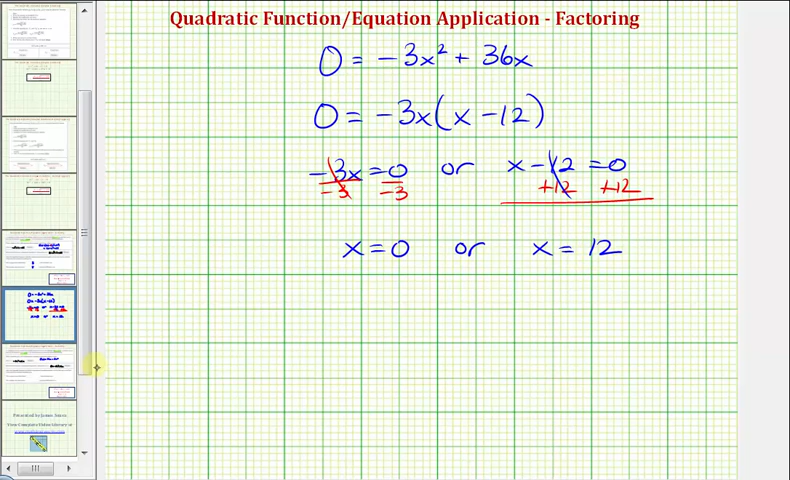 Quadratic Function/Equation Application - Factoring
0 = -3x² + 36x
0 = -3x(x - 12)
-3x = 0 or x - 12 = 0
-3 -3 +12 +12
x = 0 or x = 12